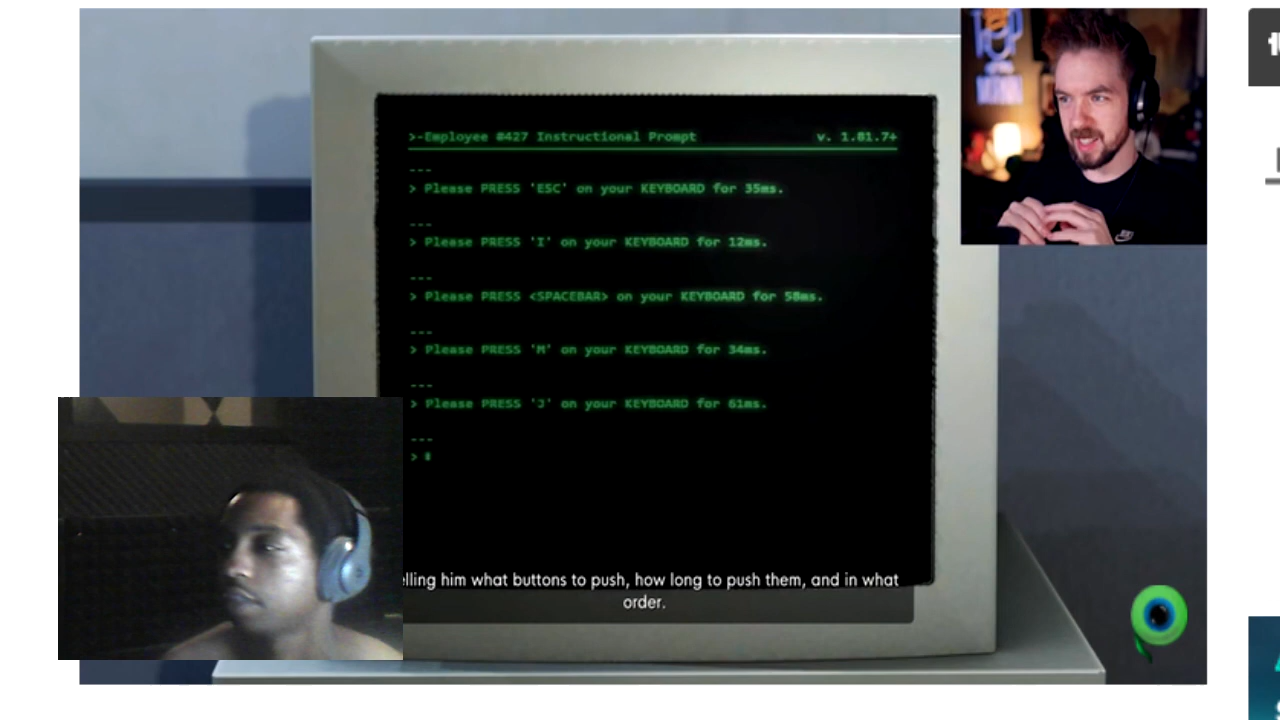 >-Employee #427 Instructional Prompt v. 1.01.7+
---
> Please PRESS 'ESC' on your KEYBOARD for 35ms.
---
> Please PRESS 'I' on your KEYBOARD for 12ms.
---
> Please PRESS <SPACEBAR> on your KEYBOARD for 58ms.
---
> Please PRESS 'M' on your KEYBOARD for 34ms.
---
> Please PRESS 'J' on your KEYBOARD for 61ms.
---
>
elling him what buttons to push, how long to push them, and in what
order.